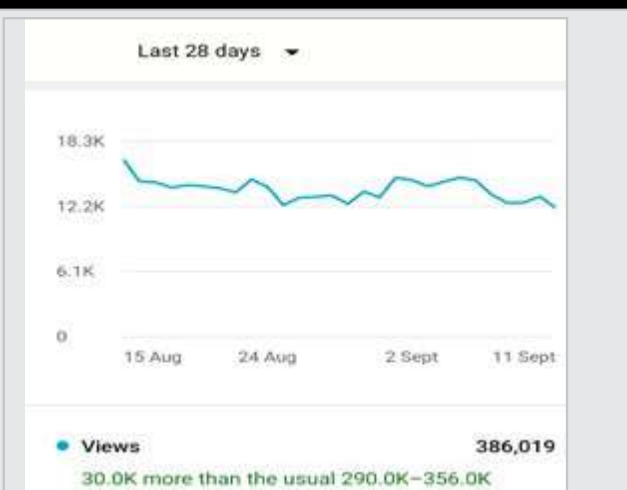 Last 28 days
18.3K
12.2K
6.1K
0
15 Aug 24 Aug 2 Sept 11 Sept
Views 386,019
30.0K more than the usual 290.0K–356.0K